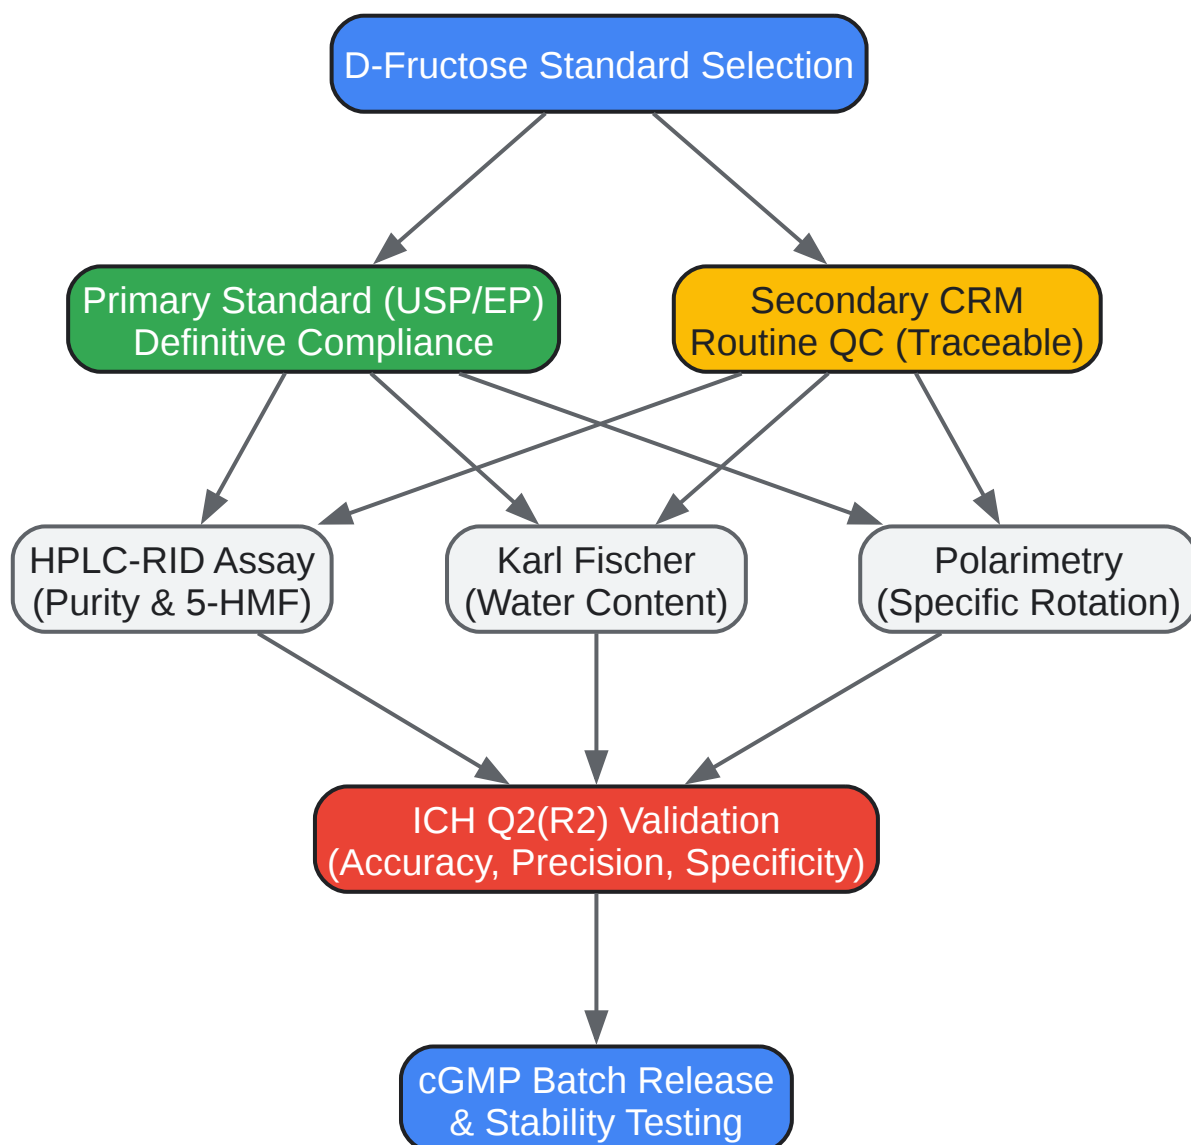 D-Fructose Standard Selection
Primary Standard (USP/EP)
Definitive Compliance
Secondary CRM
Routine QC (Traceable)
HPLC-RID Assay
(Purity & 5-HMF)
Karl Fischer
(Water Content)
Polarimetry
(Specific Rotation)
ICH Q2(R2) Validation
(Accuracy, Precision, Specificity)
cGMP Batch Release
& Stability Testing